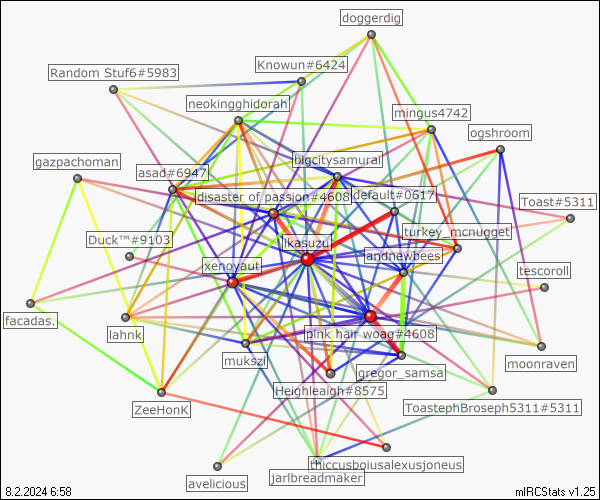 doggerdig
Knowun#6424
Random Stuf6#5983
neokingghidorah
mingus4742
ogshroom
bigcitysamurai
gazpachoman
asad#6947
disaster of passion#4608
default#0617
Toast#5311
turkey_mcnugget
Duck™#9103
ikasuzu
andnewbees
xenoyaut
tescoroll
facadas.
lahnk
pink hair woag#4608
mukszil
moonraven
gregor_samsa
Heighleaigh#8575
ZeeHonK
ToastephBroseph5311#5311
thiccusboiusalexusjoneus
avelicious
jarlbreadmaker
8.2.2024 6:58
mIRCStats v1.25